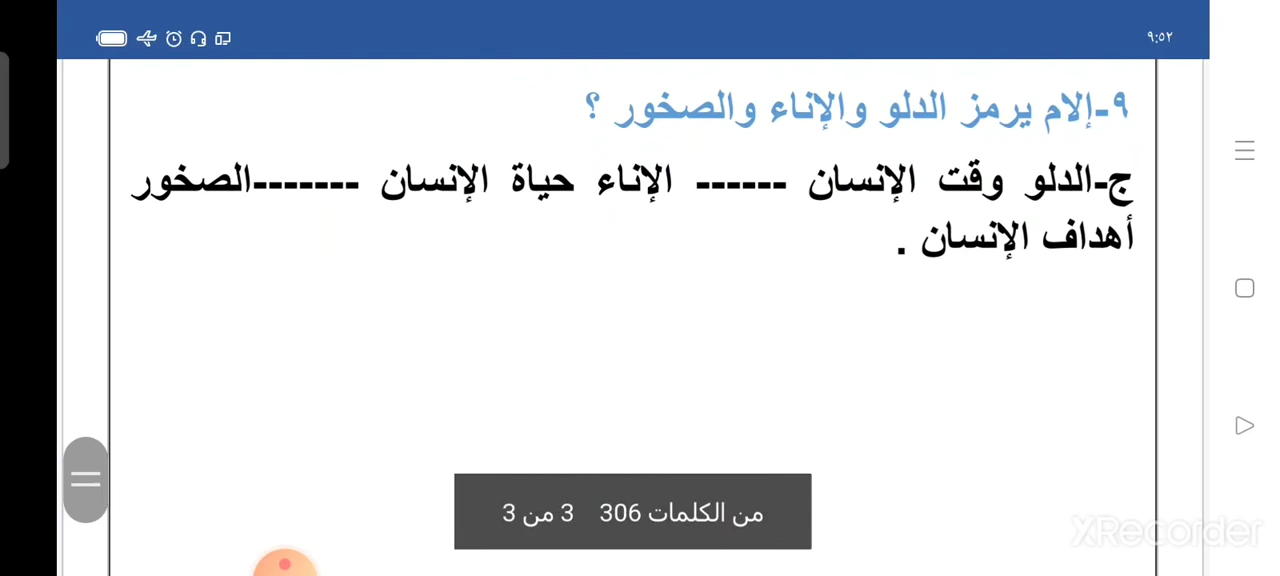 ٩:٥٢
٩-إلام يرمز الدلو والإناء والصخور ؟
ج-الدلو وقت الإنسان ------ الإناء حياة الإنسان -------الصخور
أهداف الإنسان .
من الكلمات 306 3 من 3
XRecorder